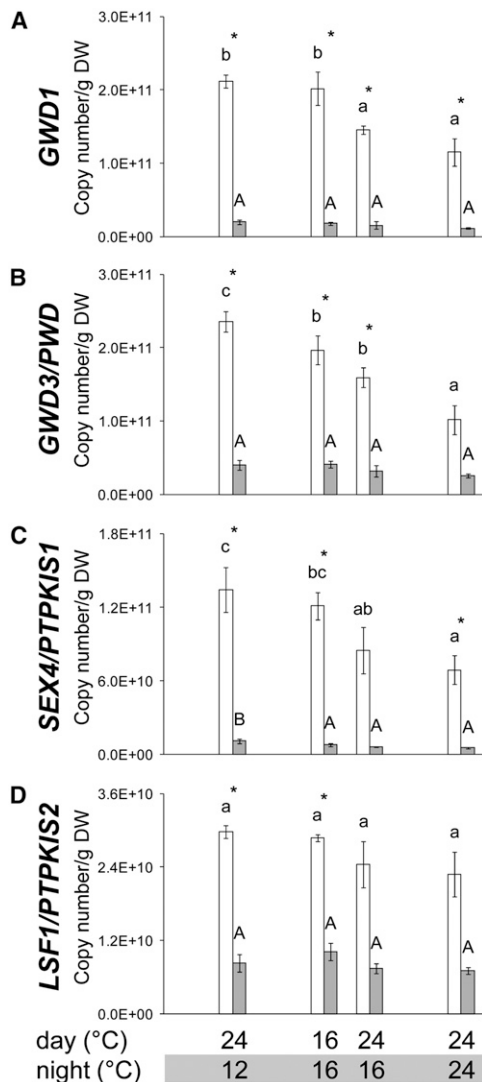 A
GWD1
Copy number/g DW
3.0E+11
2.0E+11
1.0E+11
0.0E+00
* * * *
b b a a
A A A A
B
GWD3/PWD
Copy number/g DW
3.0E+11
2.0E+11
1.0E+11
0.0E+00
* * *
c b b a
A A A A
C
SEX4/PTPKIS1
Copy number/g DW
1.8E+11
1.2E+11
6.0E+10
0.0E+00
* * *
c bc ab a
B A A A
D
LSF1/PTPKIS2
Copy number/g DW
3.6E+10
2.4E+10
1.2E+10
0.0E+00
* *
a a a a
A A A A
day (°C) 24 16 24 24
night (°C) 12 16 16 24